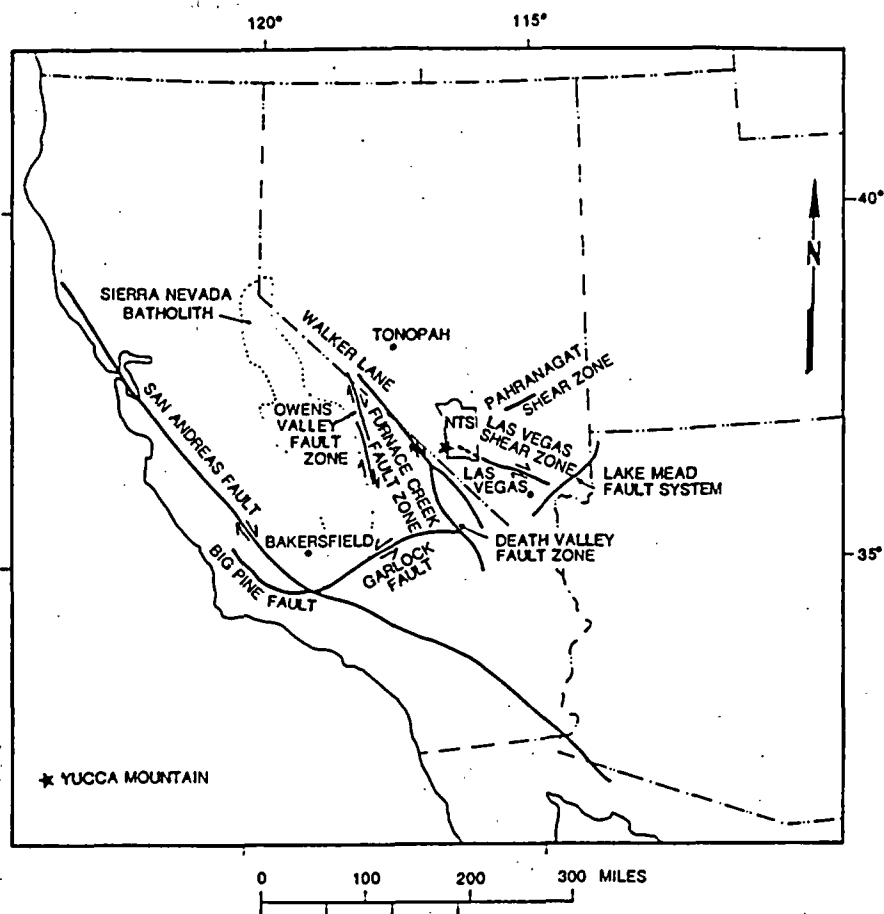 120°
115°
40°
N
SIERRA NEVADA
BATHOLITH
WALKER LANE
TONOPAH
PAHRANAGAT
SHEAR ZONE
NTS
LAS VEGAS
SHEAR ZONE
SAN ANDREAS FAULT
OWENS
VALLEY
FAULT
ZONE
FURNACE CREEK
FAULT ZONE
LAS
VEGAS
LAKE MEAD
FAULT SYSTEM
BAKERSFIELD
DEATH VALLEY
FAULT ZONE
35°
GARLOCK
FAULT
BIG PINE FAULT
YUCCA MOUNTAIN
0 100 200 300 MILES